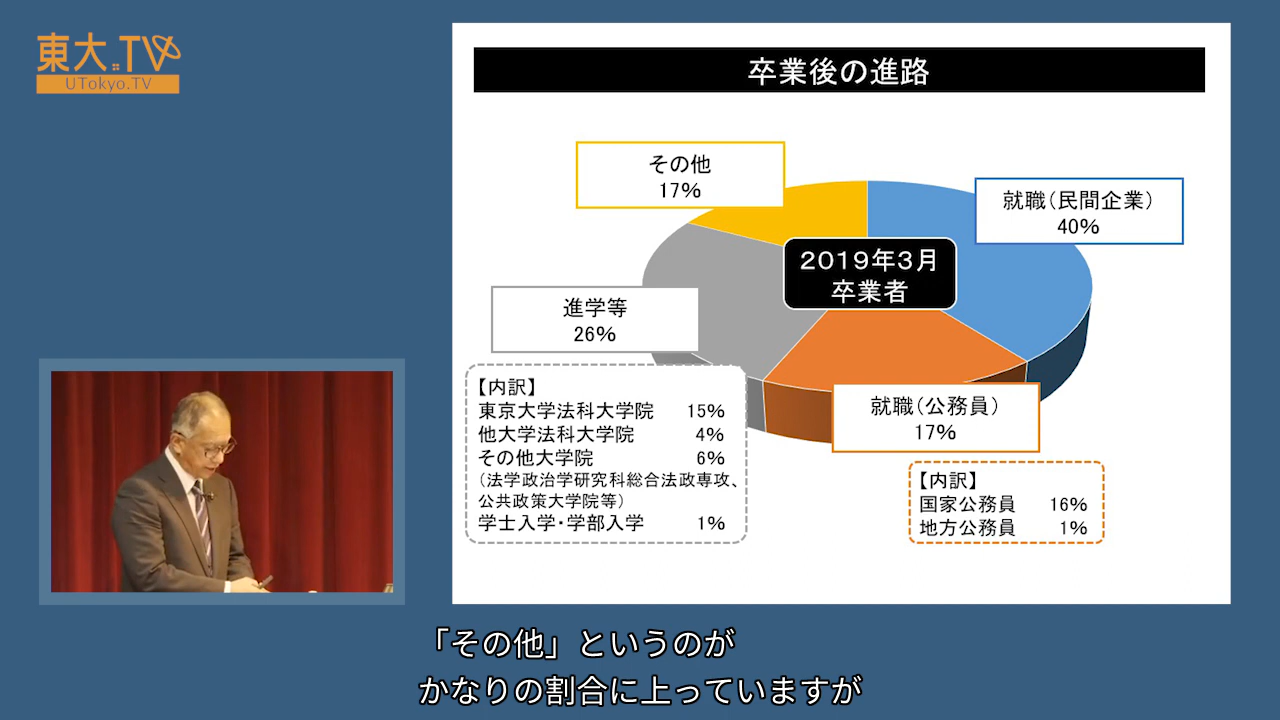 東大.TV
UTokyo.TV
卒業後の進路
その他
17%
就職(民間企業)
40%
2019年3月
卒業者
進学等
26%
【内訳】
東京大学法科大学院 15%
他大学法科大学院 4%
その他大学院 6%
(法学政治学研究科総合法政専攻、
公共政策大学院等)
学士入学・学部入学 1%
就職(公務員)
17%
【内訳】
国家公務員 16%
地方公務員 1%
「その他」というのが
かなりの割合に上っていますが